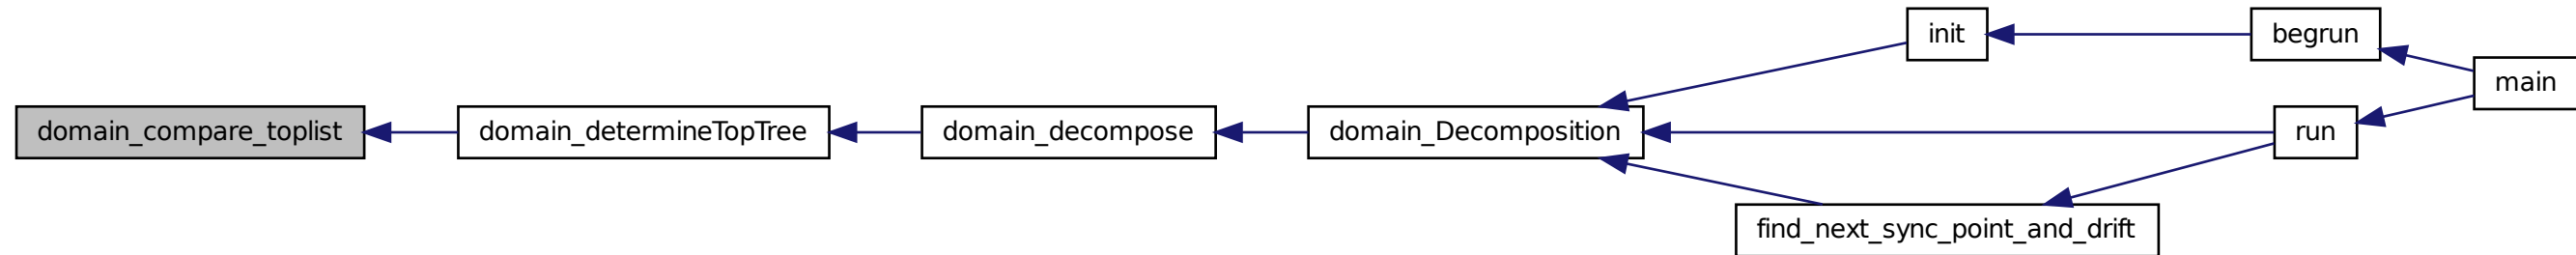 init
begrun
main
domain_compare_toplist
domain_determineTopTree
domain_decompose
domain_Decomposition
run
find_next_sync_point_and_drift